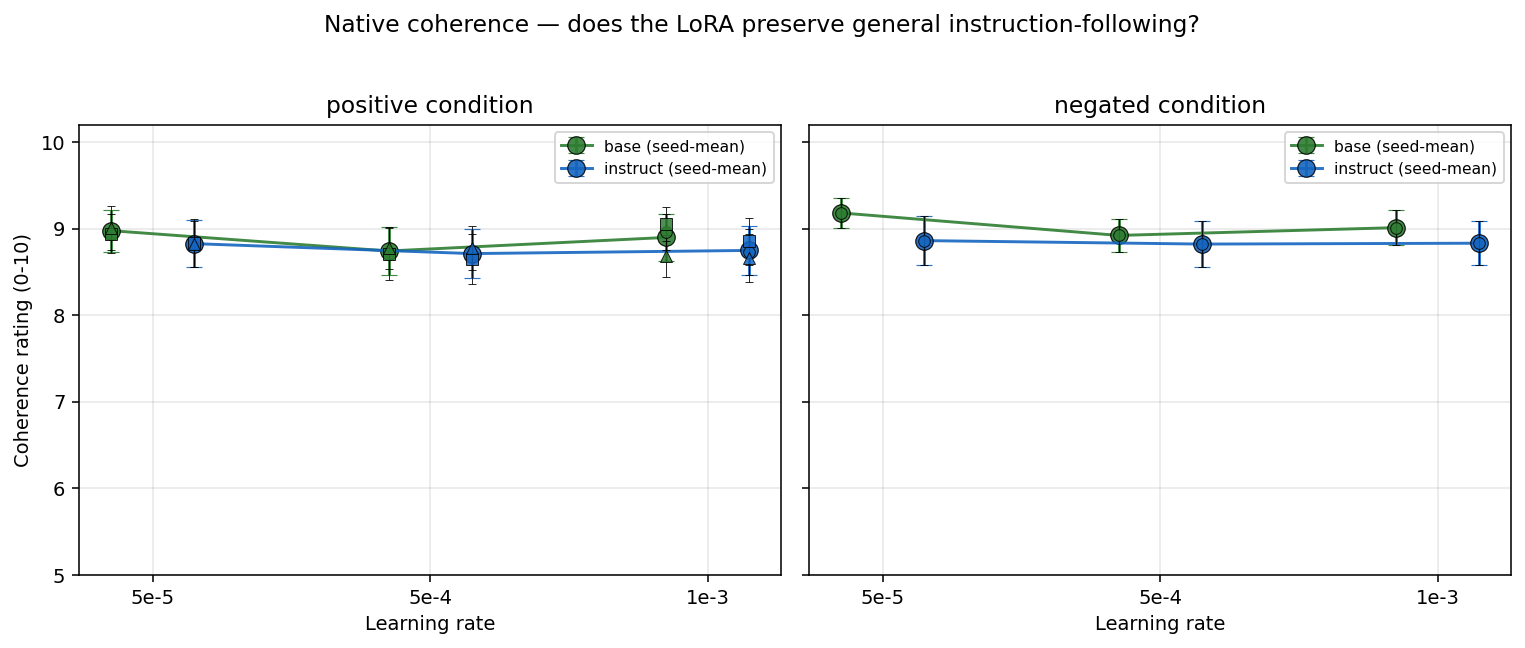 Native coherence — does the LoRA preserve general instruction-following?
positive condition
base (seed-mean)
instruct (seed-mean)
10
9
8
7
6
5
Coherence rating (0-10)
5e-5
5e-4
1e-3
Learning rate
negated condition
base (seed-mean)
instruct (seed-mean)
5e-5
5e-4
1e-3
Learning rate